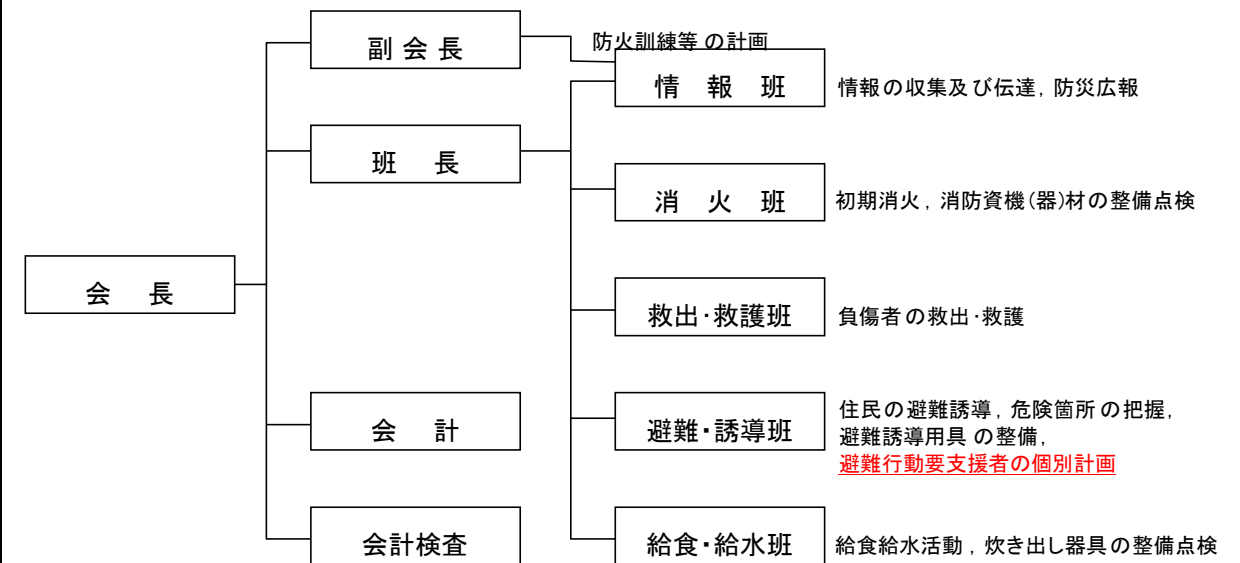 副会長
防火訓練等の計画
情報班
情報の収集及び伝達，防災広報
班長
消火班
初期消火，消防資機（器）材の整備点検
会長
救出・救護班
負傷者の救出・救護
会計
避難・誘導班
住民の避難誘導，危険箇所の把握，
避難誘導用具の整備，
避難行動要支援者の個別計画
会計検査
給食・給水班
給食給水活動，炊き出し器具の整備点検